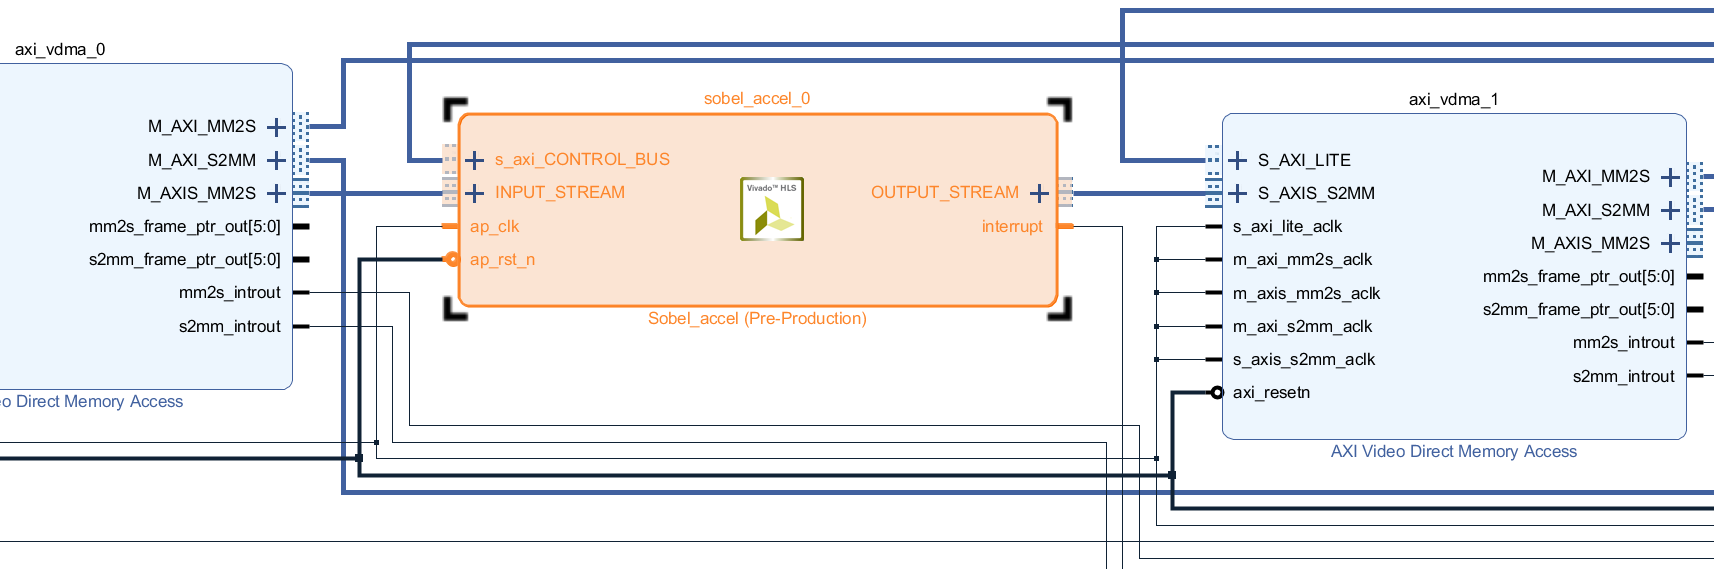 axi_vdma_0
M_AXI_MM2S
M_AXI_S2MM
M_AXIS_MM2S
mm2s_frame_ptr_out[5:0]
s2mm_frame_ptr_out[5:0]
mm2s_introut
s2mm_introut
eo Direct Memory Access
sobel_accel_0
s_axi_CONTROL_BUS
INPUT_STREAM
ap_clk
ap_rst_n
Vivado™ HLS
OUTPUT_STREAM
interrupt
Sobel_accel (Pre-Production)
axi_vdma_1
S_AXI_LITE
S_AXIS_S2MM
s_axi_lite_aclk
m_axi_mm2s_aclk
m_axis_mm2s_aclk
m_axi_s2mm_aclk
s_axis_s2mm_aclk
axi_resetn
M_AXI_MM2S
M_AXI_S2MM
M_AXIS_MM2S
mm2s_frame_ptr_out[5:0]
s2mm_frame_ptr_out[5:0]
mm2s_introut
s2mm_introut
AXI Video Direct Memory Access